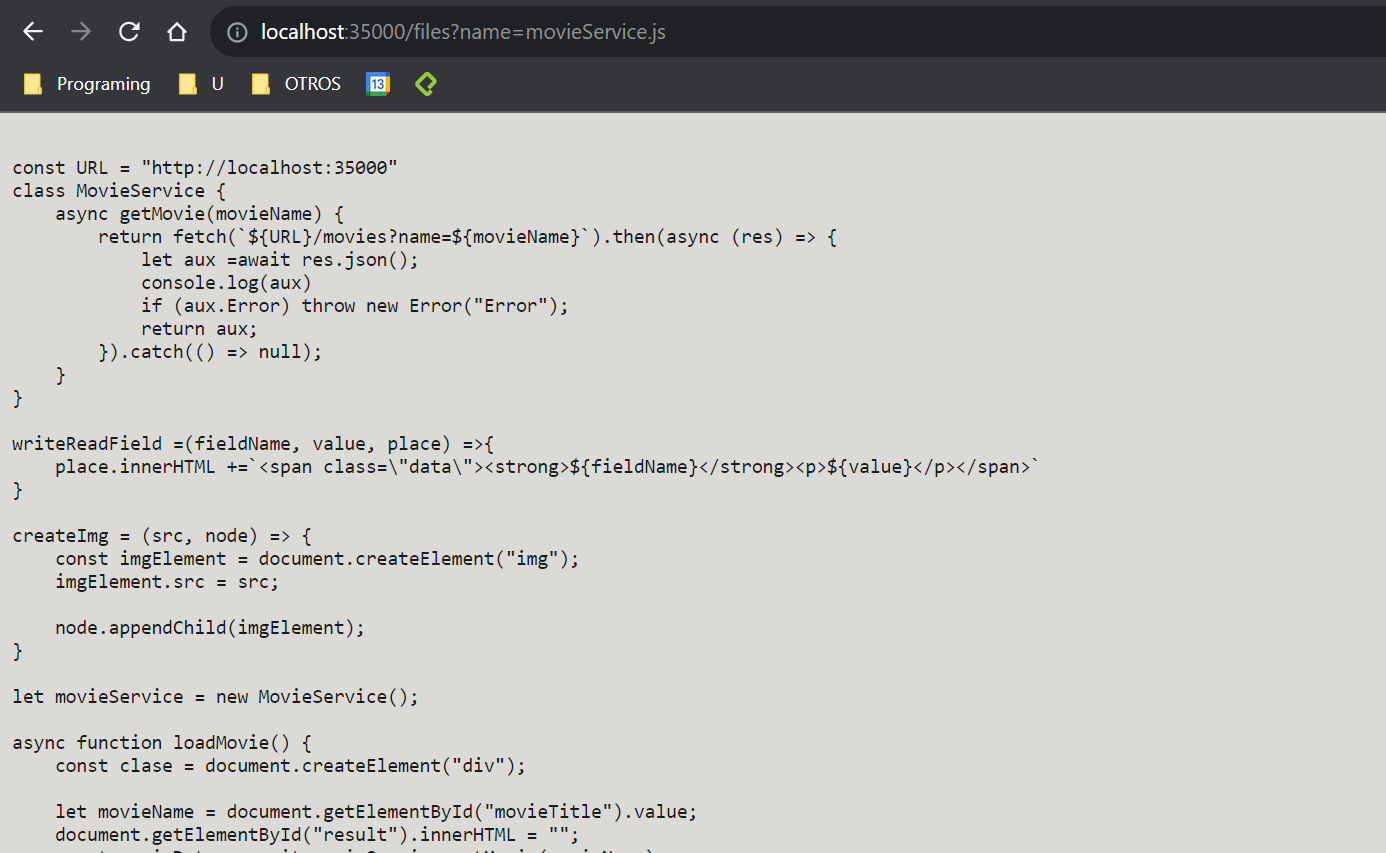 localhost:35000/files?name=movieService.js
Programing U OTROS 13
const URL = "http://localhost:35000"
class MovieService {
    async getMovie(movieName) {
        return fetch(`${URL}/movies?name=${movieName}`).then(async (res) => {
            let aux =await res.json();
            console.log(aux)
            if (aux.Error) throw new Error("Error");
            return aux;
        }).catch(() => null);
    }
}
writeReadField =(fieldName, value, place) =>{
    place.innerHTML +=`<span class=\"data\"><strong>${fieldName}</strong><p>${value}</p></span>`
}
createImg = (src, node) => {
    const imgElement = document.createElement("img");
    imgElement.src = src;
    node.appendChild(imgElement);
}
let movieService = new MovieService();
async function loadMovie() {
    const clase = document.createElement("div");
    let movieName = document.getElementById("movieTitle").value;
    document.getElementById("result").innerHTML = "";